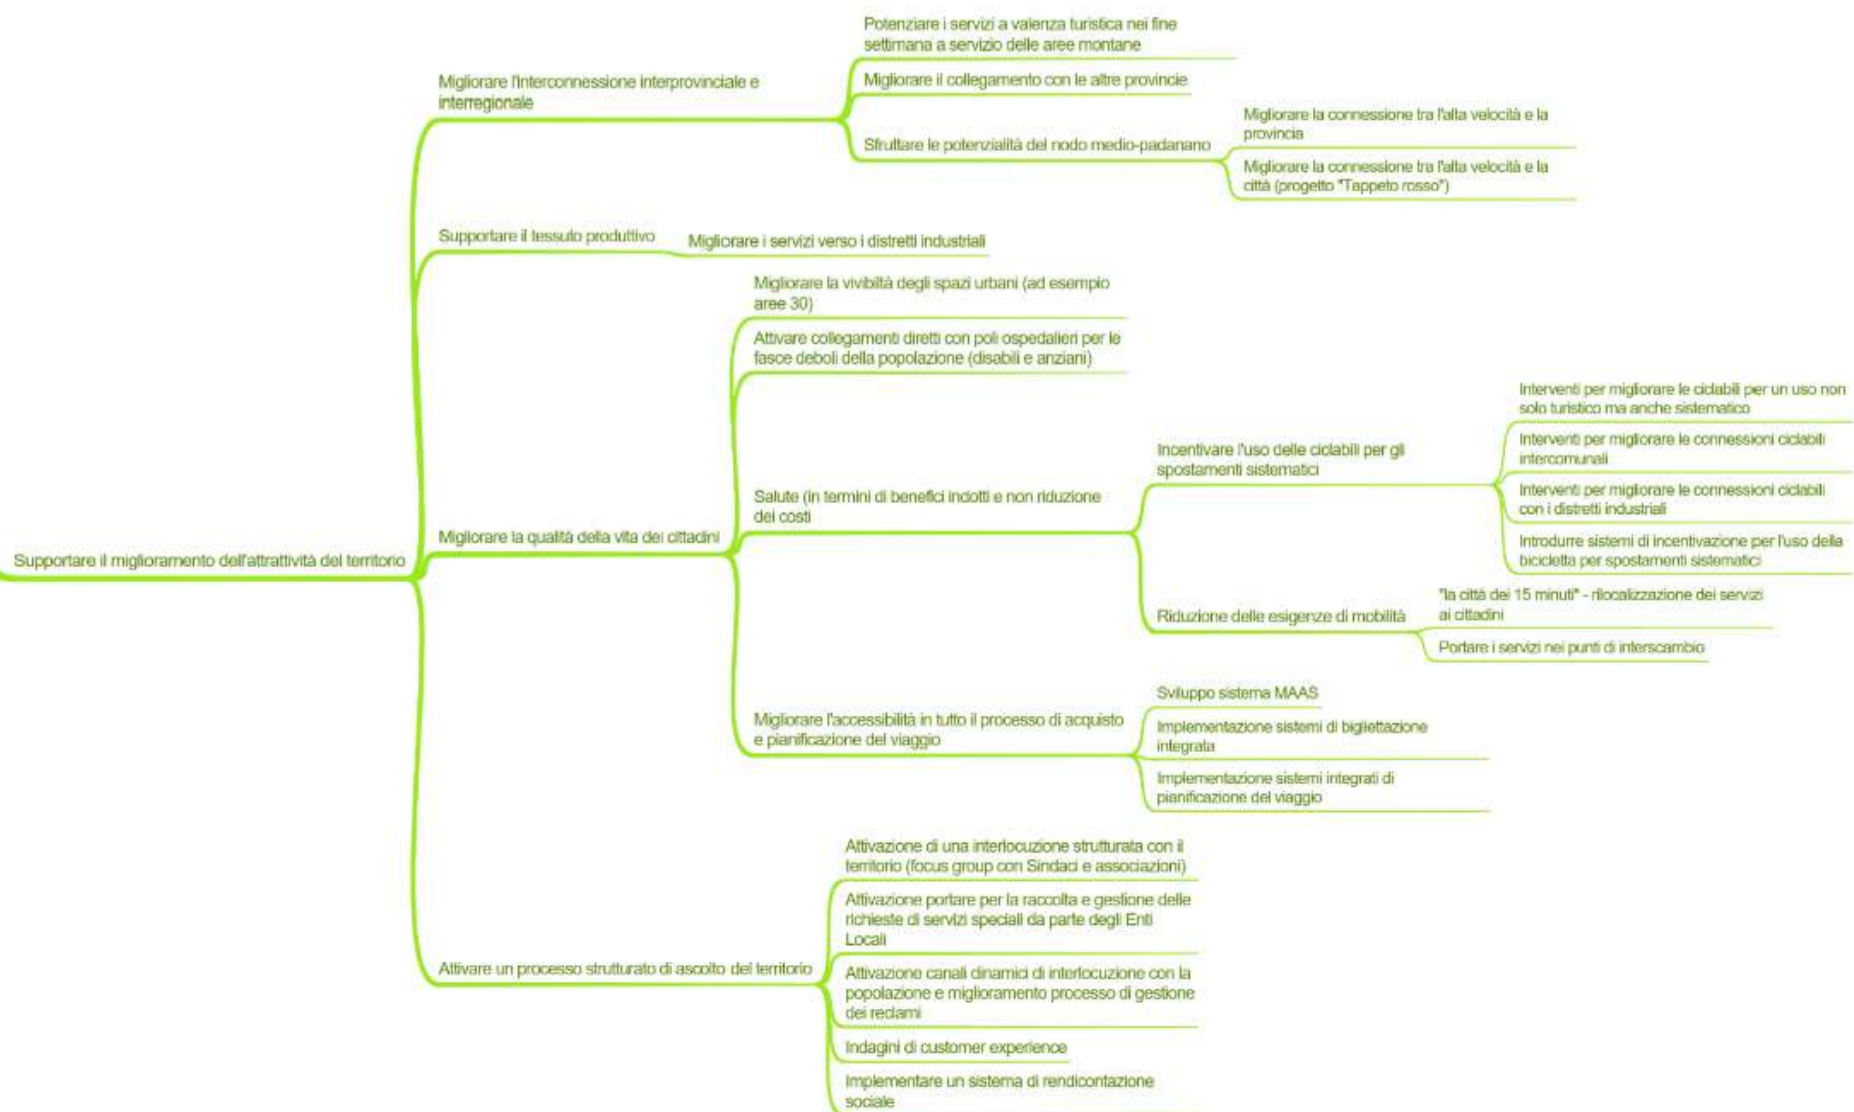 Potenziare i servizi a valenza turistica nei fine
settimana a servizio delle aree montane
Migliorare l'Interconnessione interprovinciale e
interregionale
Migliorare il collegamento con le altre provincie
Sfruttare le potenzialità del nodo medio-padanano
Migliorare la connessione tra l'alta velocità e la
provincia
Migliorare la connessione tra l'alta velocità e la
città (progetto "Tappeto rosso")
Supportare il tessuto produttivo
Migliorare i servizi verso i distretti industriali
Migliorare la vivibiltà degli spazi urbani (ad esempio
aree 30)
Attivare collegamenti diretti con poli ospedalieri per le
fasce deboli della popolazione (disabili e anziani)
Salute (in termini di benefici indotti e non riduzione
dei costi
Incentivare l'uso delle ciclabili per gli
spostamenti sistematici
Interventi per migliorare le ciclabili per un uso non
solo turistico ma anche sistematico
Interventi per migliorare le connessioni ciclabili
intercomunali
Interventi per migliorare le connessioni ciclabili
con i distretti industriali
Introdurre sistemi di incentivazione per l'uso della
bicicletta per spostamenti sistematici
Migliorare la qualità della vita dei cittadini
Supportare il miglioramento dell'attrattività del territorio
Riduzione delle esigenze di mobilità
"la città dei 15 minuti" - rilocalizzazione dei servizi
ai cittadini
Portare i servizi nei punti di interscambio
Migliorare l'accessibilità in tutto il processo di acquisto
e pianificazione del viaggio
Sviluppo sistema MAAS
Implementazione sistemi di bigliettazione
integrata
Implementazione sistemi integrati di
pianificazione del viaggio
Attivare un processo strutturato di ascolto del territorio
Attivazione di una interlocuzione strutturata con il
territorio (focus group con Sindaci e associazioni)
Attivazione portare per la raccolta e gestione delle
richieste di servizi speciali da parte degli Enti
Locali
Attivazione canali dinamici di interlocuzione con la
popolazione e miglioramento processo di gestione
dei reclami
Indagini di customer experience
Implementare un sistema di rendicontazione
sociale